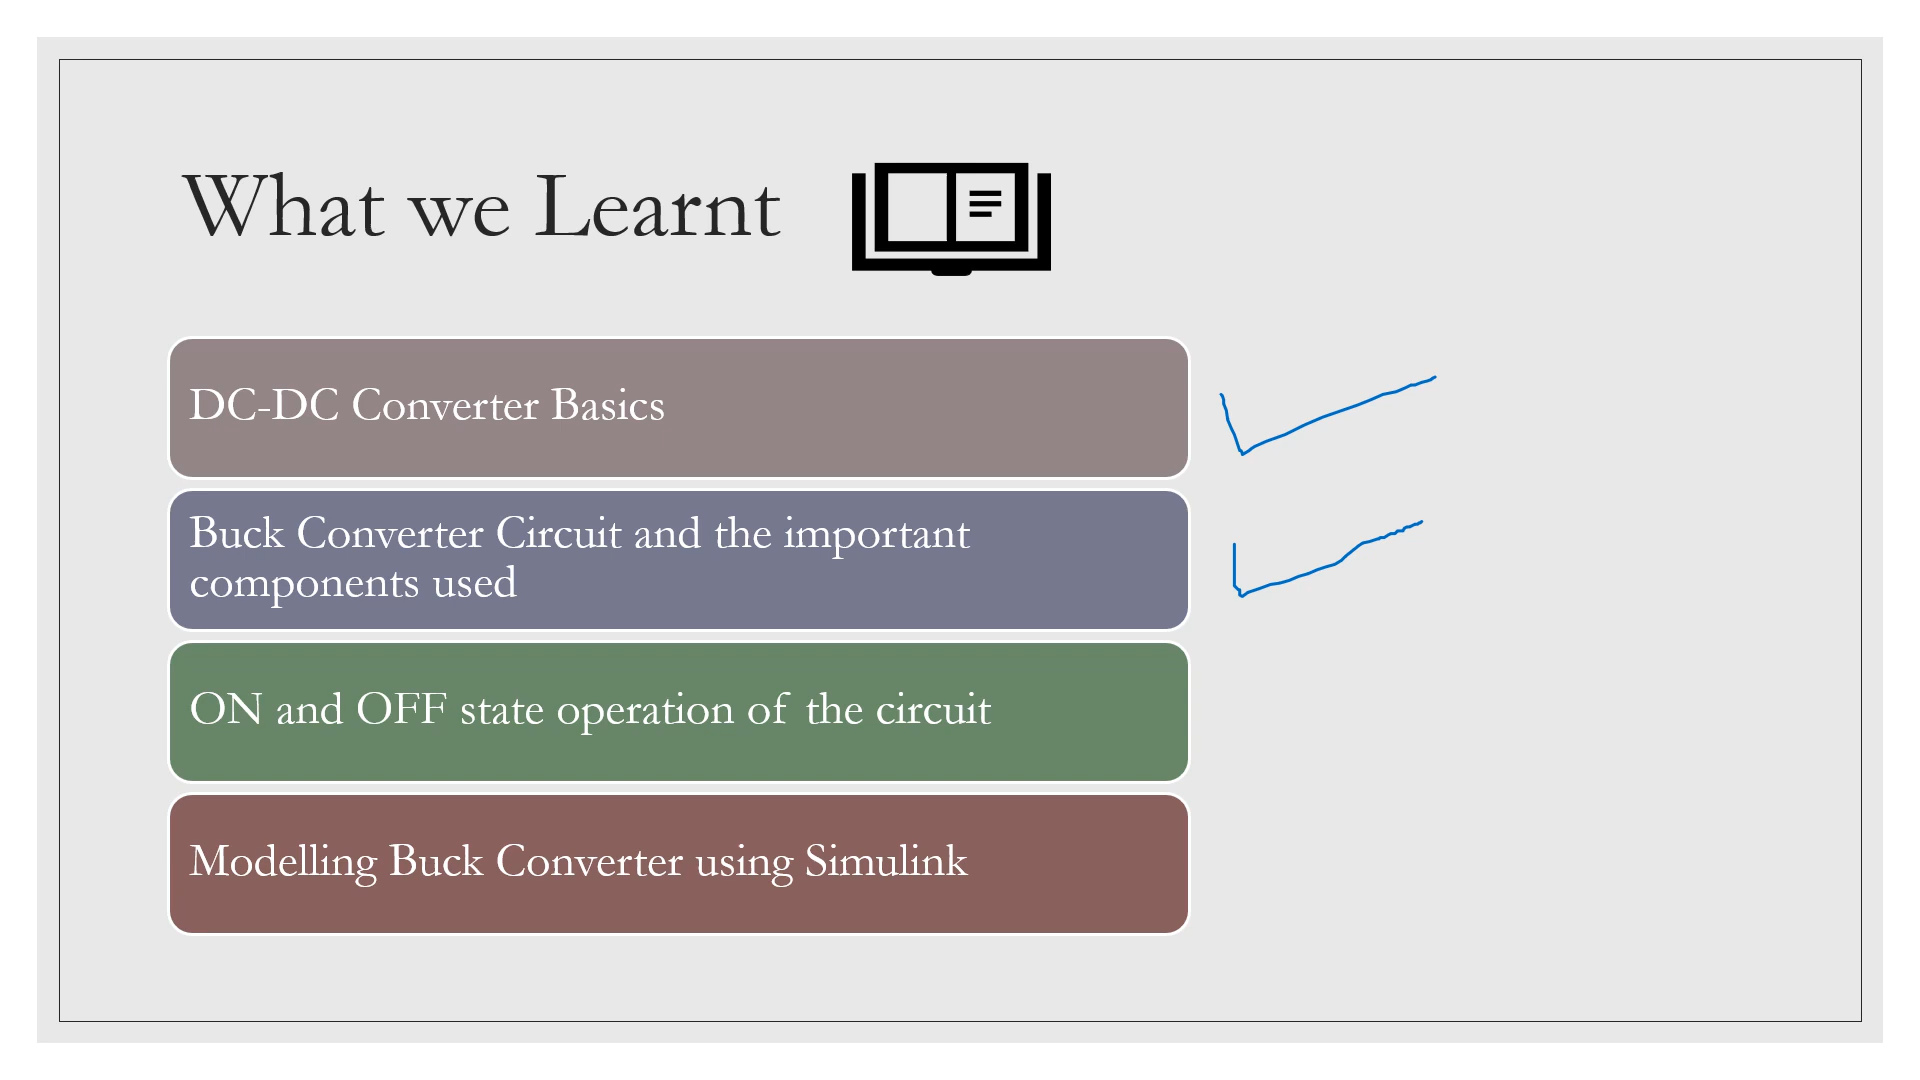 What we Learnt
DC-DC Converter Basics
Buck Converter Circuit and the important
components used
ON and OFF state operation of the circuit
Modelling Buck Converter using Simulink